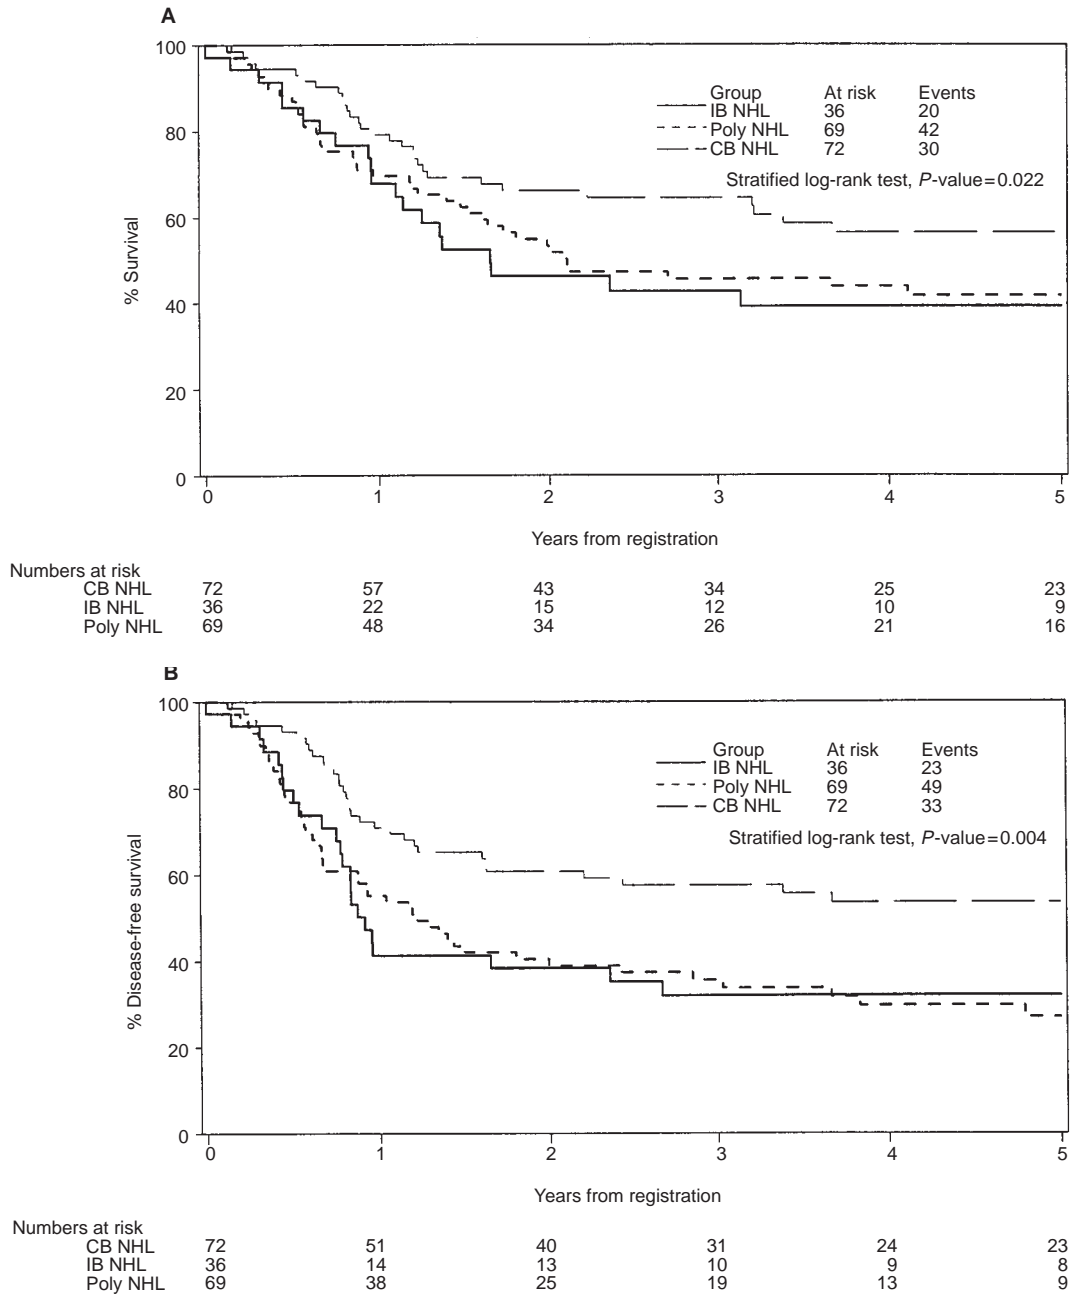 A
100
80
60
40
20
0
% Survival
Group At risk Events
IB NHL 36 20
Poly NHL 69 42
CB NHL 72 30
Stratified log-rank test, P-value=0.022
0 1 2 3 4 5
Years from registration
Numbers at risk
CB NHL 72 57 43 34 25 23
IB NHL 36 22 15 12 10 9
Poly NHL 69 48 34 26 21 16
B
100
80
60
40
20
0
% Disease-free survival
Group At risk Events
IB NHL 36 23
Poly NHL 69 49
CB NHL 72 33
Stratified log-rank test, P-value=0.004
0 1 2 3 4 5
Years from registration
Numbers at risk
CB NHL 72 51 40 31 24 23
IB NHL 36 14 13 10 9 8
Poly NHL 69 38 25 19 13 9